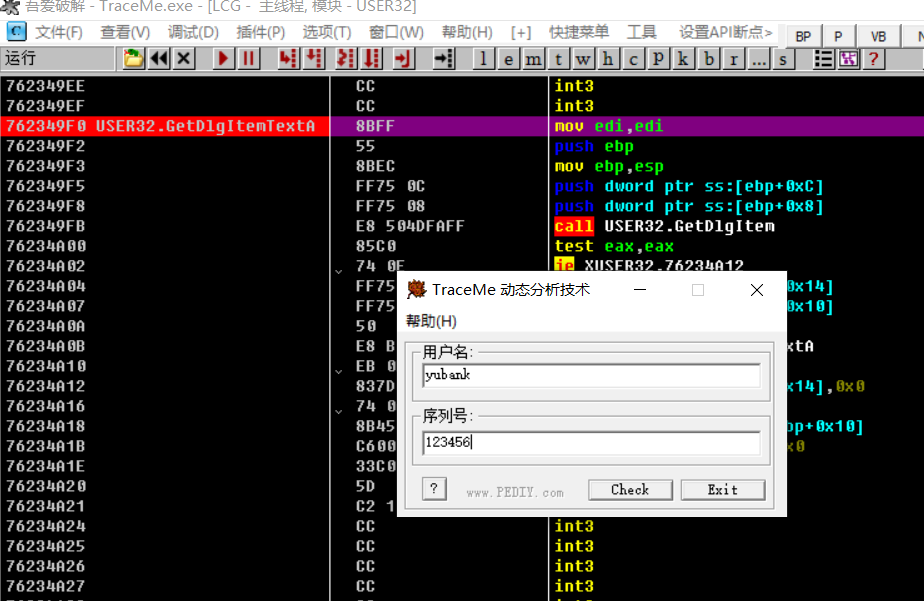 吾爱破解 - TraceMe.exe - [LCG - 主线程, 模块 - USER32]
C 文件(F) 查看(V) 调试(D) 插件(P) 选项(T) 窗口(W) 帮助(H) [+] 快捷菜单 工具 设置API断点> BP P VB
运行 l e m t w h c p k b r ... s ?
762349EE CC int3
762349EF CC int3
762349F0 USER32.GetDlgItemTextA 8BFF mov edi,edi
762349F2 55 push ebp
762349F3 8BEC mov ebp,esp
762349F5 FF75 0C push dword ptr ss:[ebp+0xC]
762349F8 FF75 08 push dword ptr ss:[ebp+0x8]
762349FB E8 504DFAFF call USER32.GetDlgItem
76234A00 85C0 test eax,eax
76234A02 74 0E je XUSER32.76234A12
76234A04 FF75 0x14]
76234A07 FF75 0x10]
76234A0A 50
76234A0B E8 B xtA
76234A10 EB 0
76234A12 837D x14],0x0
76234A16 74 0
76234A18 8B45 bp+0x10]
76234A1B C600 x0
76234A1E 33C0
76234A20 5D
76234A21 C2 1
76234A24 CC int3
76234A25 CC int3
76234A26 CC int3
76234A27 CC int3
TraceMe 动态分析技术
帮助(H)
用户名:
yubank
序列号:
123456
? www.PEDIY.com Check Exit